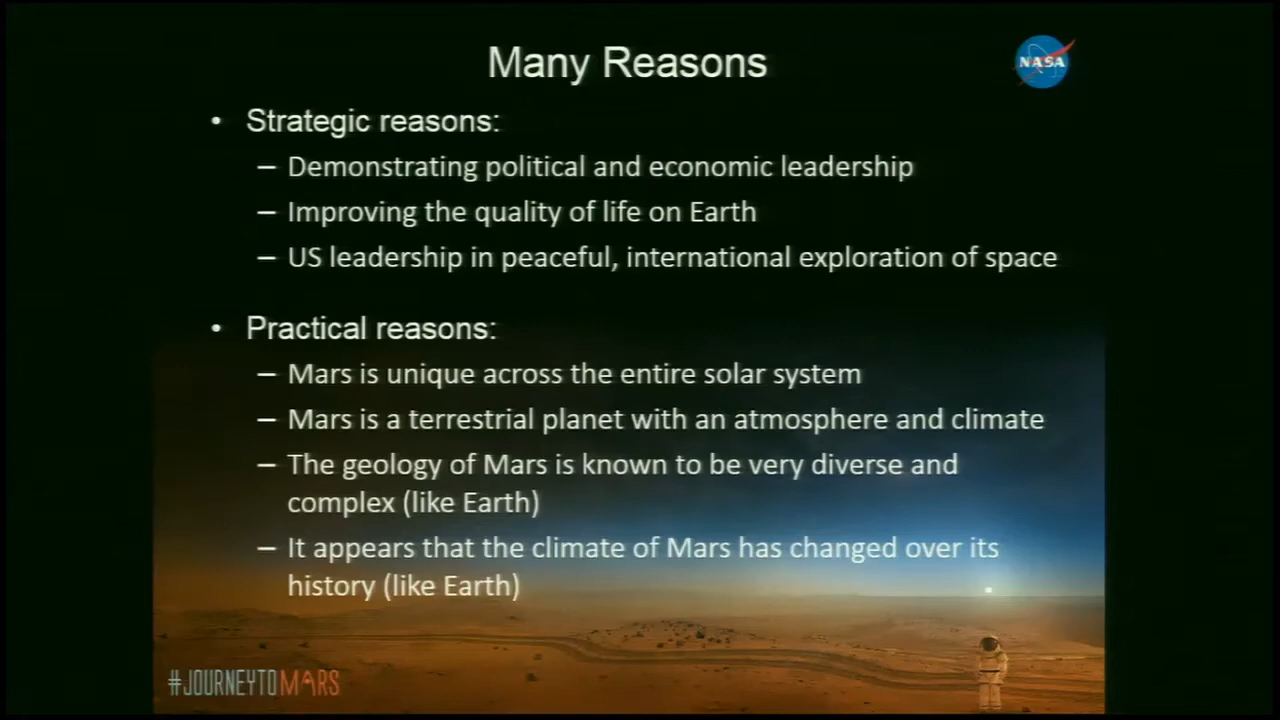 Many Reasons
NASA
• Strategic reasons:
– Demonstrating political and economic leadership
– Improving the quality of life on Earth
– US leadership in peaceful, international exploration of space
• Practical reasons:
– Mars is unique across the entire solar system
– Mars is a terrestrial planet with an atmosphere and climate
– The geology of Mars is known to be very diverse and
complex (like Earth)
– It appears that the climate of Mars has changed over its
history (like Earth)
#JOURNEYTOMARS